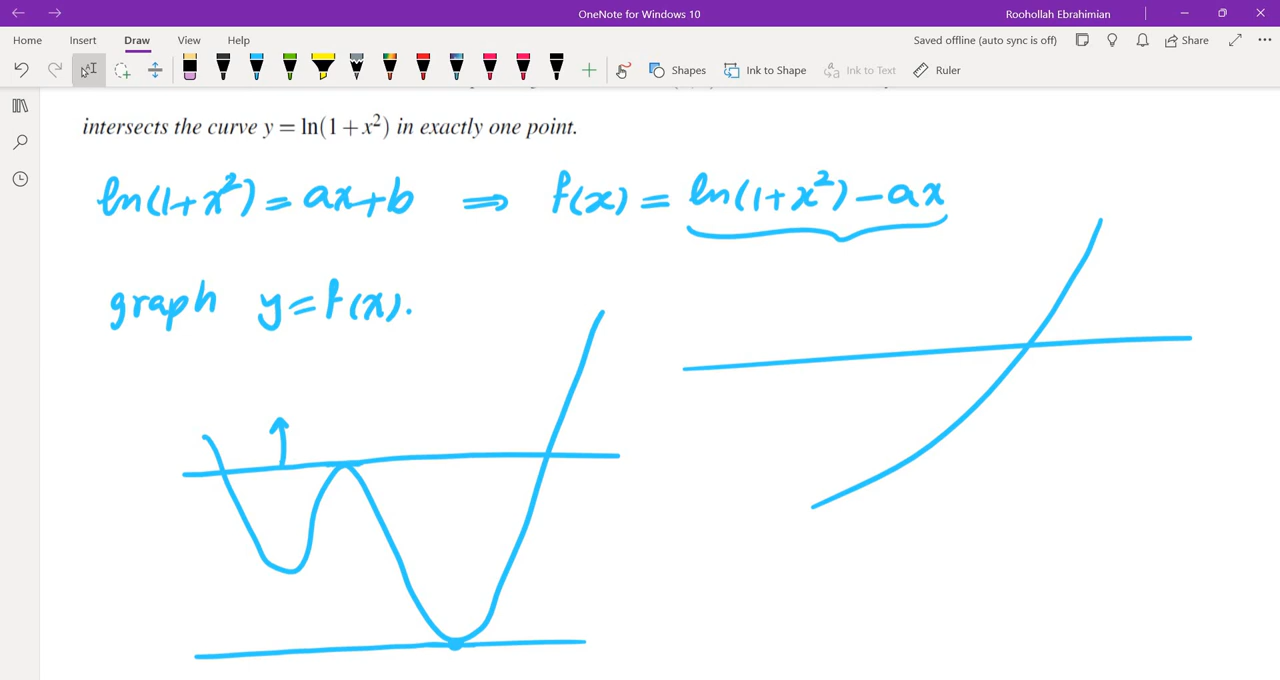 OneNote for Windows 10
Roohollah Ebrahimian
Home Insert Draw View Help
Saved offline (auto sync is off)
Share
Shapes
Ink to Shape
Ink to Text
Ruler
intersects the curve y = ln(1 + x²) in exactly one point.
ln(1+x²) = ax+b ⟹ f(x) = ln(1+x²) − ax
graph y = f(x).